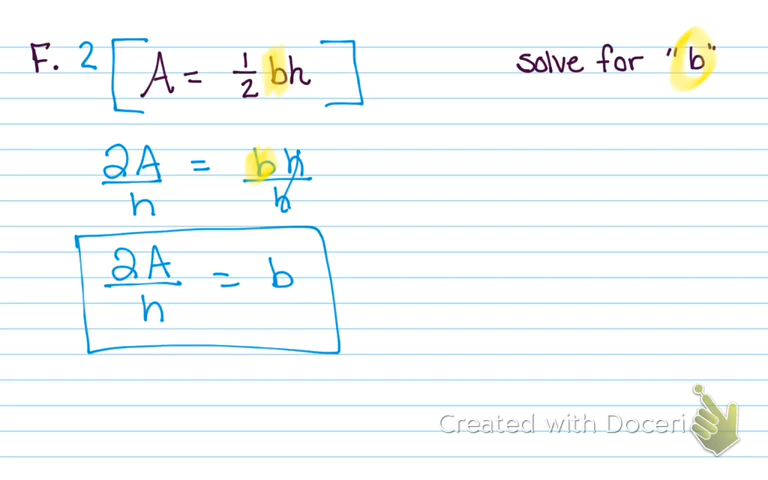 F. 2 [ A = 1/2 bh ] solve for "b"
2A/h = bh/h
2A/h = b
Created with Doceri